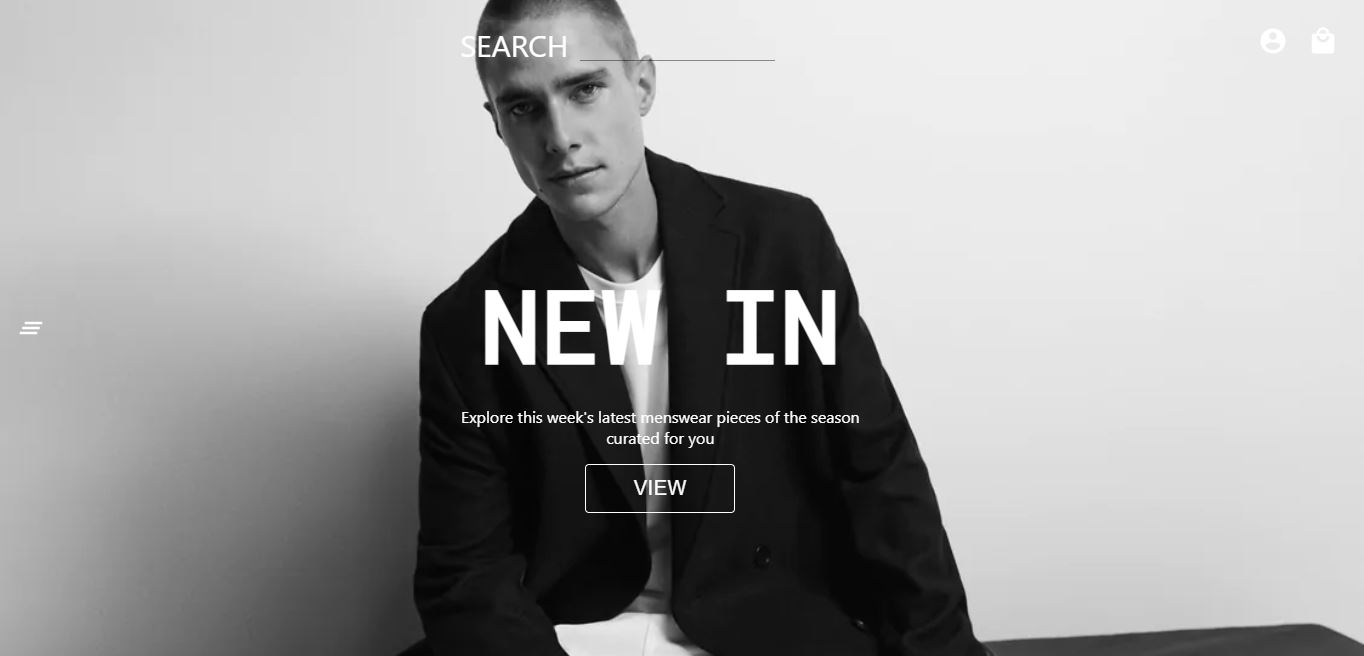 SEARCH
NEW IN
Explore this week's latest menswear pieces of the season
curated for you
VIEW